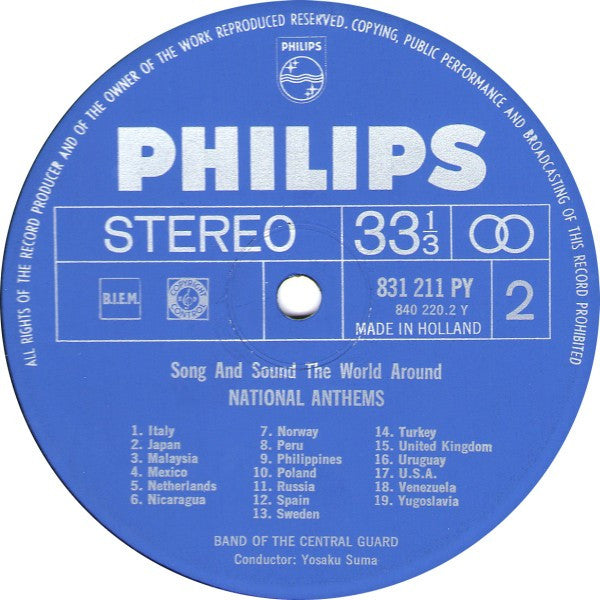 ALL RIGHTS OF THE RECORD PRODUCER AND OF THE OWNER OF THE WORK REPRODUCED RESERVED. COPYING, PUBLIC PERFORMANCE AND BROADCASTING OF THIS RECORD PROHIBITED
PHILIPS
PHILIPS
STEREO 33⅓
B.I.E.M. COPYRIGHT CONTROL 831 211 PY 2
840 220.2 Y
MADE IN HOLLAND
Song And Sound The World Around
NATIONAL ANTHEMS
1. Italy
2. Japan
3. Malaysia
4. Mexico
5. Netherlands
6. Nicaragua
7. Norway
8. Peru
9. Philippines
10. Poland
11. Russia
12. Spain
13. Sweden
14. Turkey
15. United Kingdom
16. Uruguay
17. U.S.A.
18. Venezuela
19. Yugoslavia
BAND OF THE CENTRAL GUARD
Conductor: Yosaku Suma